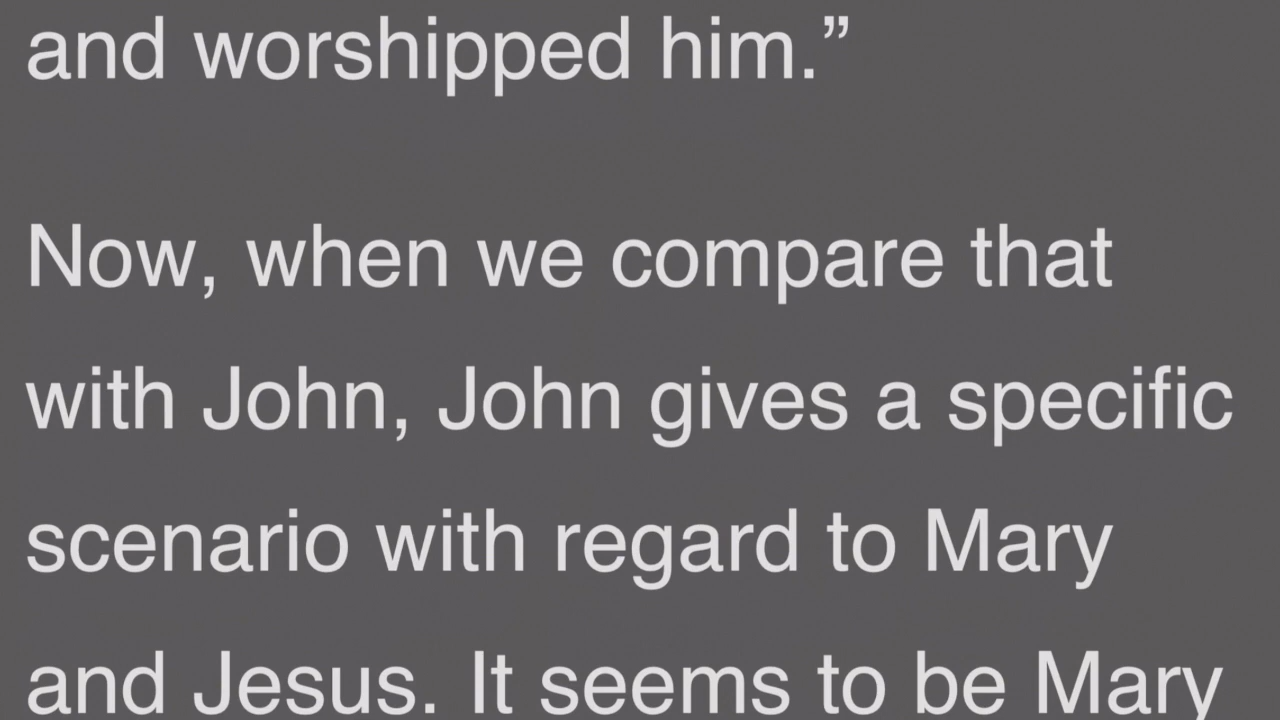 and worshipped him.”
Now, when we compare that
with John, John gives a specific
scenario with regard to Mary
and Jesus. It seems to be Mary